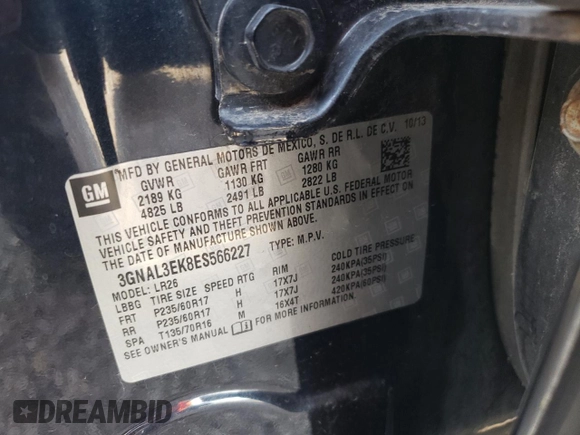 GM
MFD BY GENERAL MOTORS DE MEXICO, S. DE R.L. DE C.V. 10/13
GVWR GAWR FRT GAWR RR
2189 KG 1130 KG 1280 KG
4825 LB 2491 LB 2822 LB
THIS VEHICLE CONFORMS TO ALL APPLICABLE U.S. FEDERAL MOTOR
VEHICLE SAFETY AND THEFT PREVENTION STANDARDS IN EFFECT ON
THE DATE OF MANUFACTURE SHOWN ABOVE.
3GNAL3EK8ES566227 TYPE: M.P.V.
MODEL: LR26
LBBG TIRE SIZE SPEED RTG RIM COLD TIRE PRESSURE
FRT P235/60R17 H 17X7J 240KPA(35PSI)
RR P235/60R17 H 17X7J 240KPA(35PSI)
SPA T135/70R16 M 16X4T 420KPA(60PSI)
SEE OWNER'S MANUAL FOR MORE INFORMATION
DREAMBID